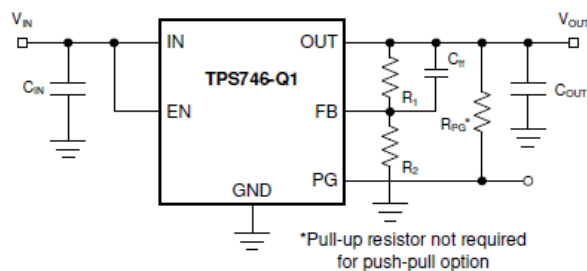 VIN
VOUT
IN
OUT
TPS746-Q1
CIN
Cff
R1
COUT
EN
FB
RPG*
R2
PG
GND
*Pull-up resistor not required
for push-pull option